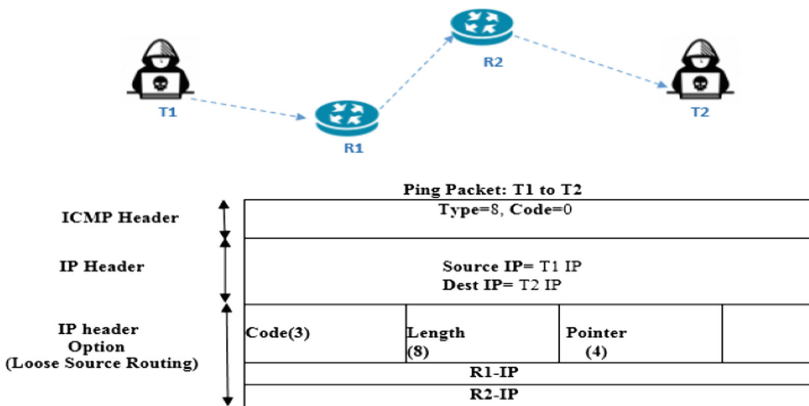 R2
T1
T2
R1
Ping Packet: T1 to T2
ICMP Header
Type=8, Code=0
IP Header
Source IP= T1 IP
Dest IP= T2 IP
IP header
Option
(Loose Source Routing)
Code(3)
Length
(8)
Pointer
(4)
R1-IP
R2-IP